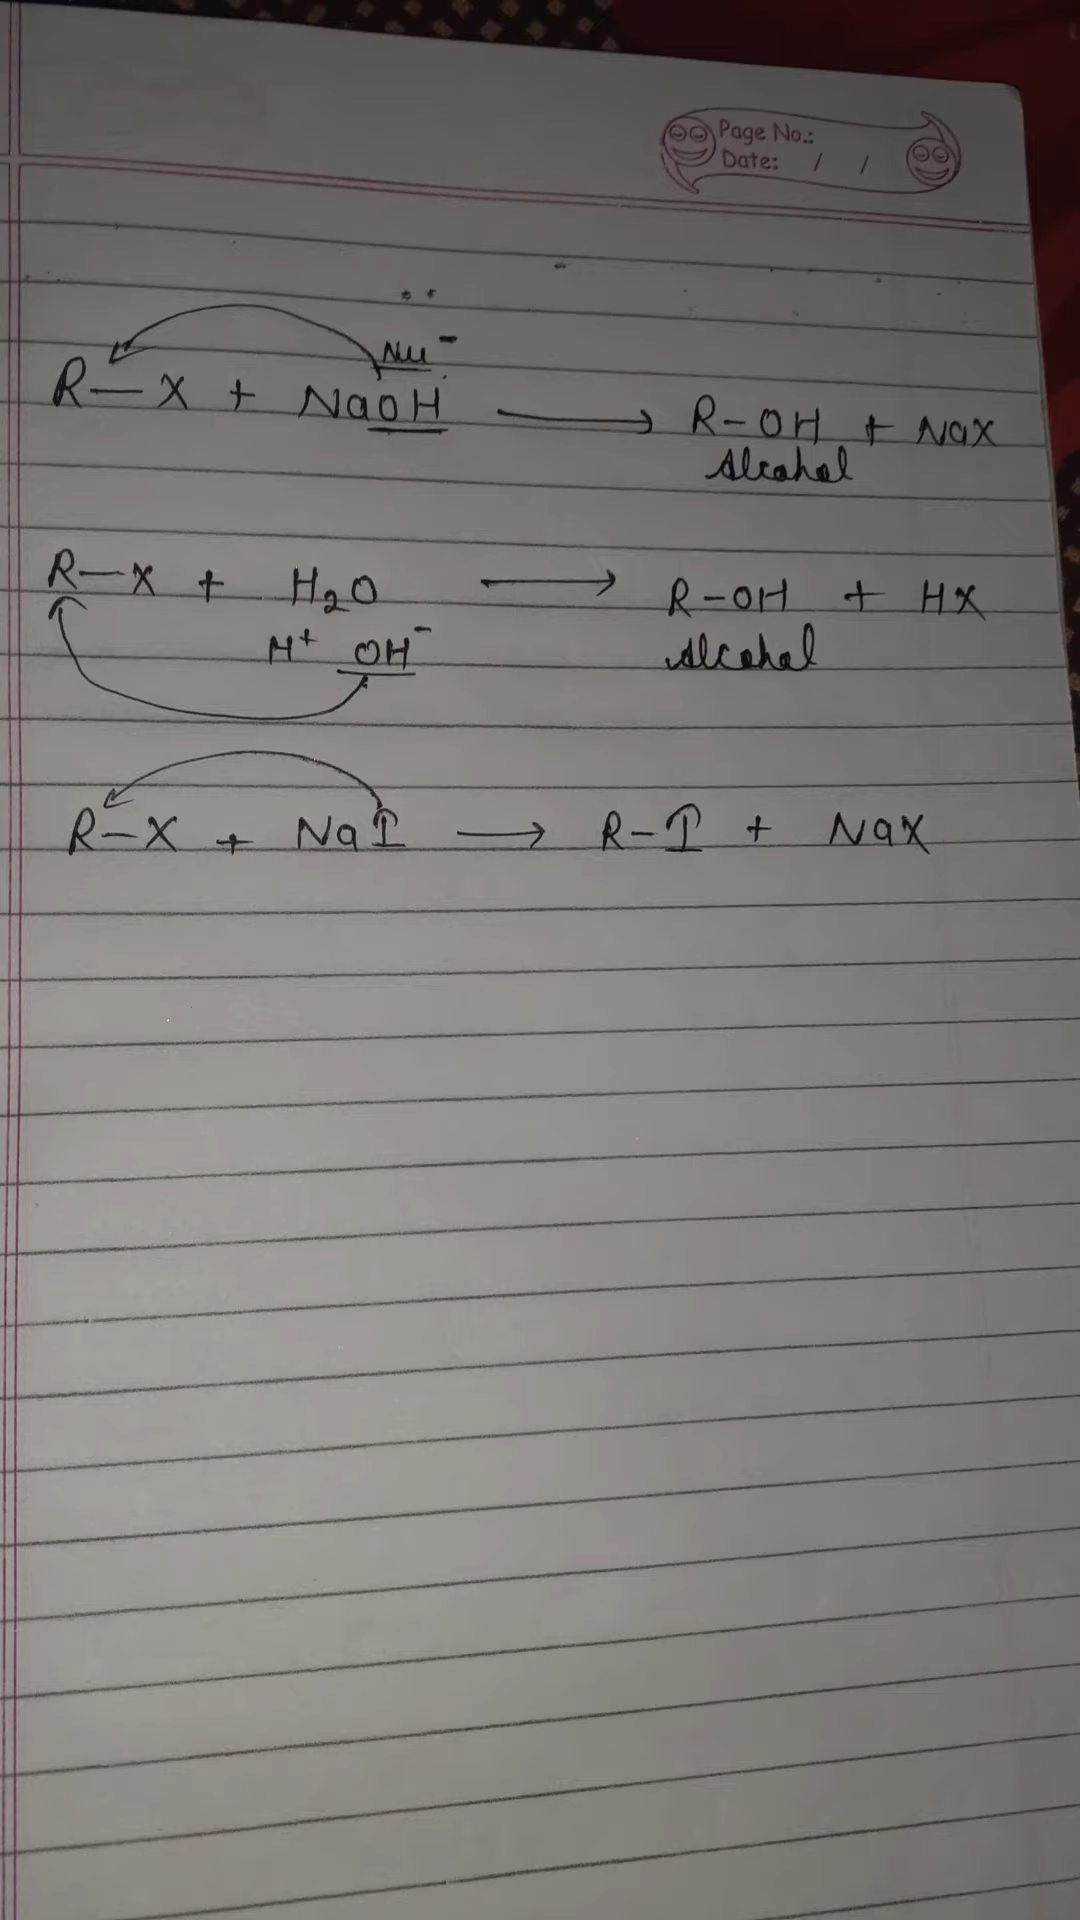 Page No.:
Date: / /
Nu⁻
R—X + NaOH ⟶ R-OH + NaX
Alcohol
R—X + H₂O ⟶ R-OH + HX
H⁺ OH⁻ Alcohol
R-X + NaI ⟶ R-I + NaX